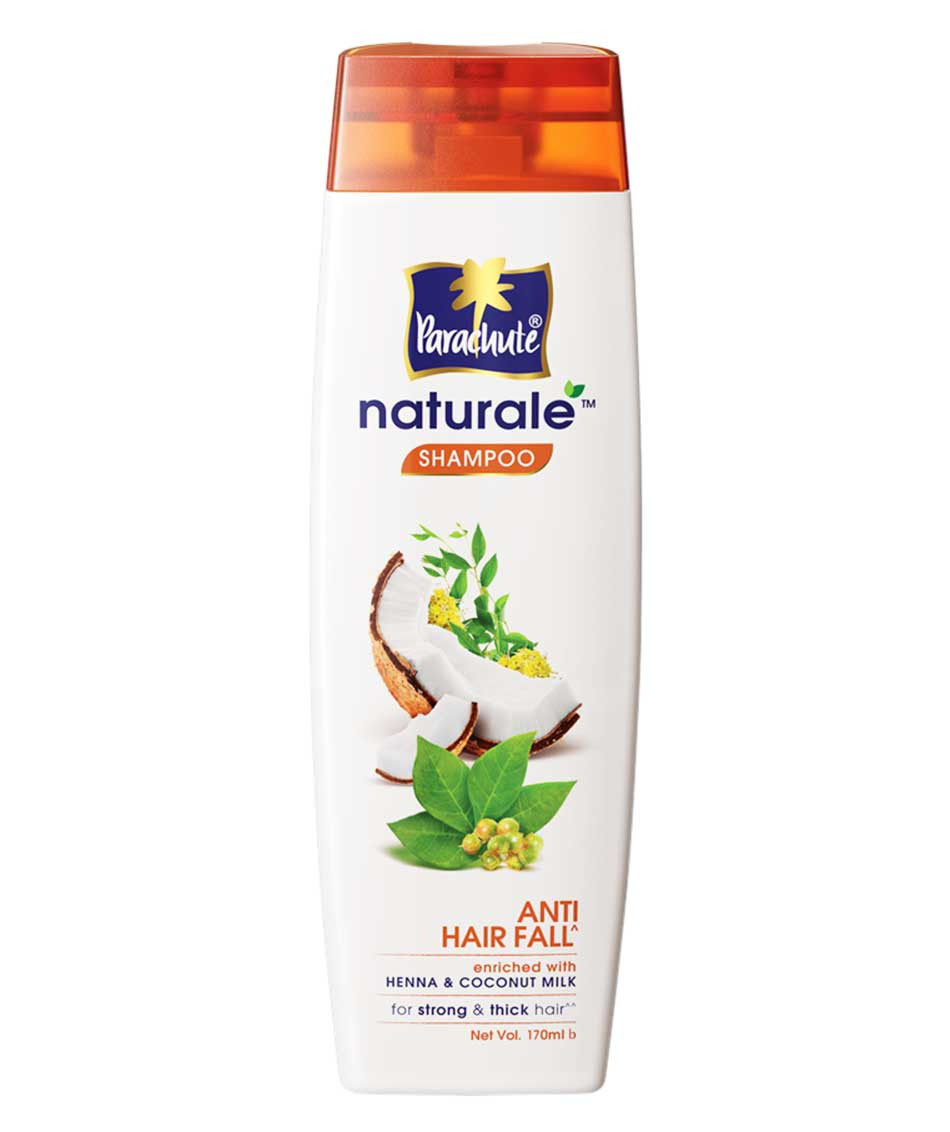 Parachute®
naturale™
SHAMPOO
ANTI
HAIR FALL^
enriched with
HENNA & COCONUT MILK
for strong & thick hair^^
Net Vol. 170ml b